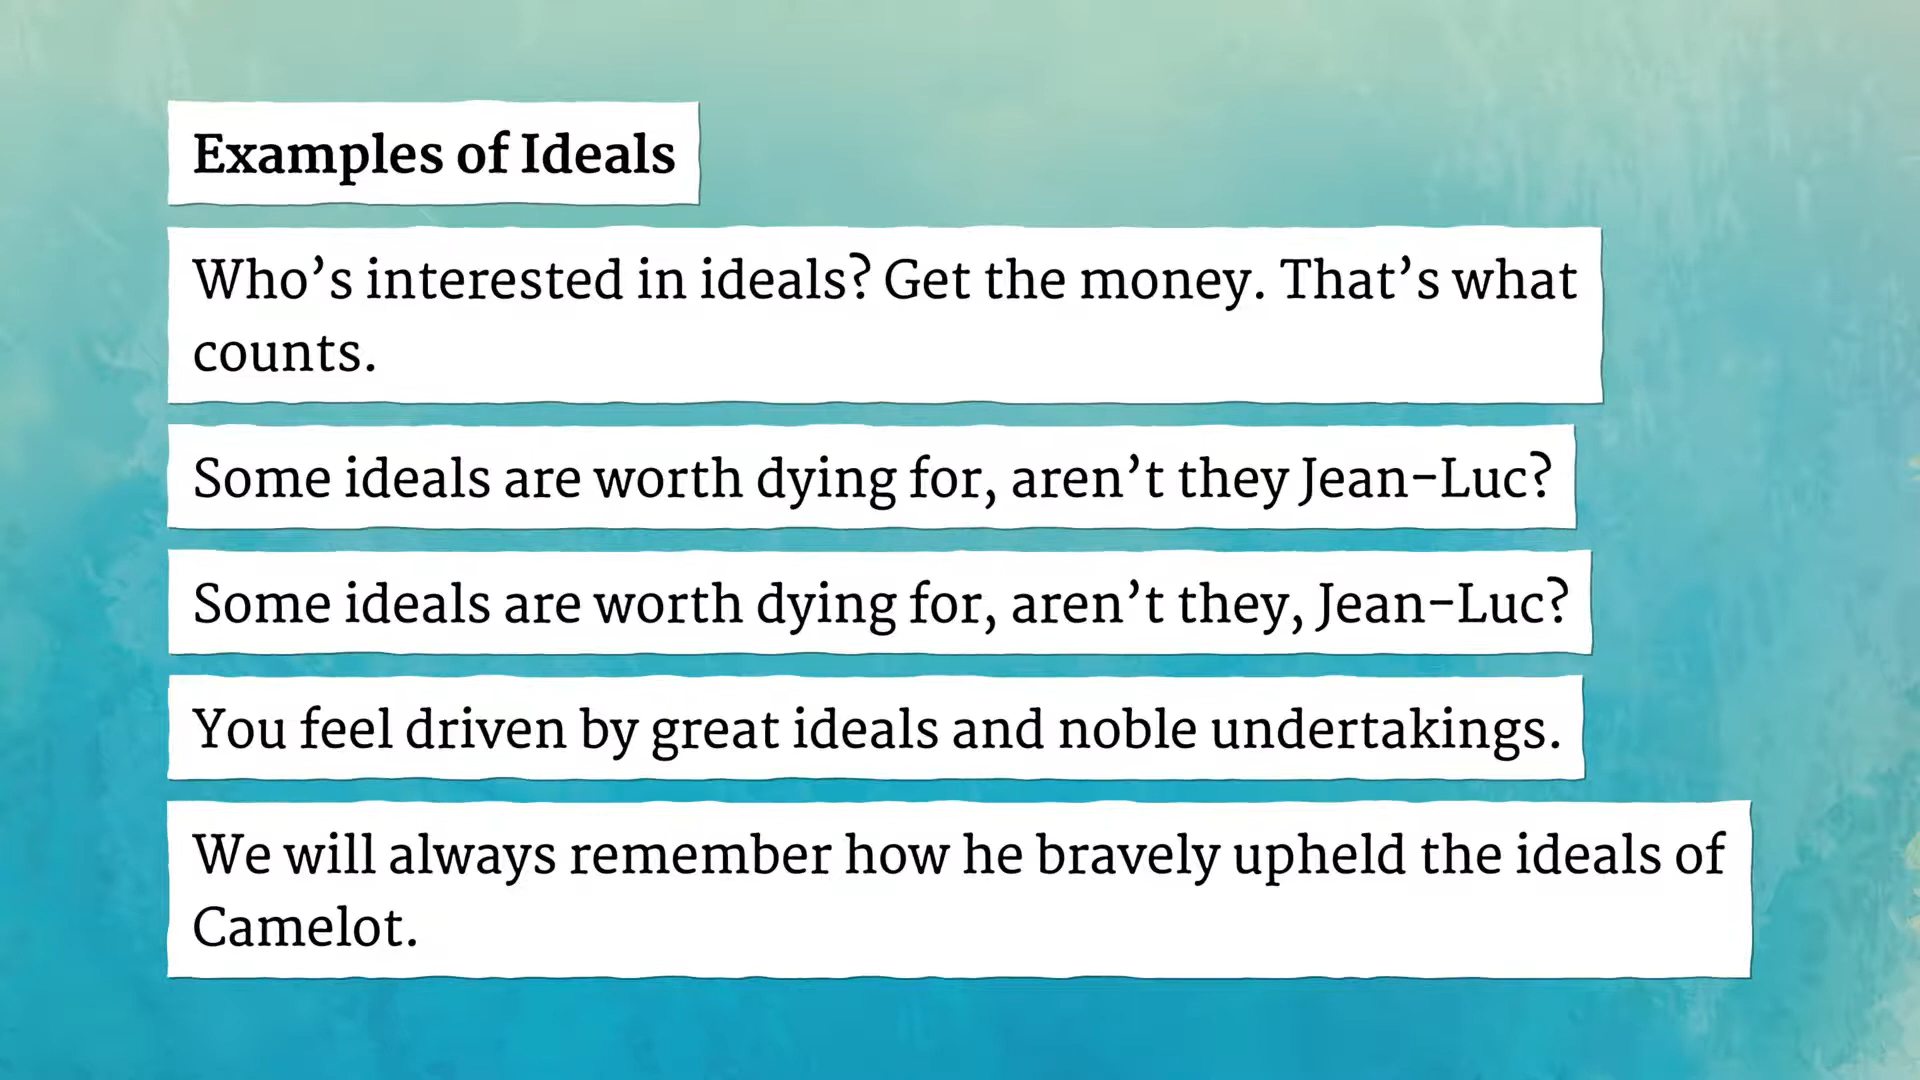 Examples of Ideals
Who’s interested in ideals? Get the money. That’s what
counts.
Some ideals are worth dying for, aren’t they Jean-Luc?
Some ideals are worth dying for, aren’t they, Jean-Luc?
You feel driven by great ideals and noble undertakings.
We will always remember how he bravely upheld the ideals of
Camelot.